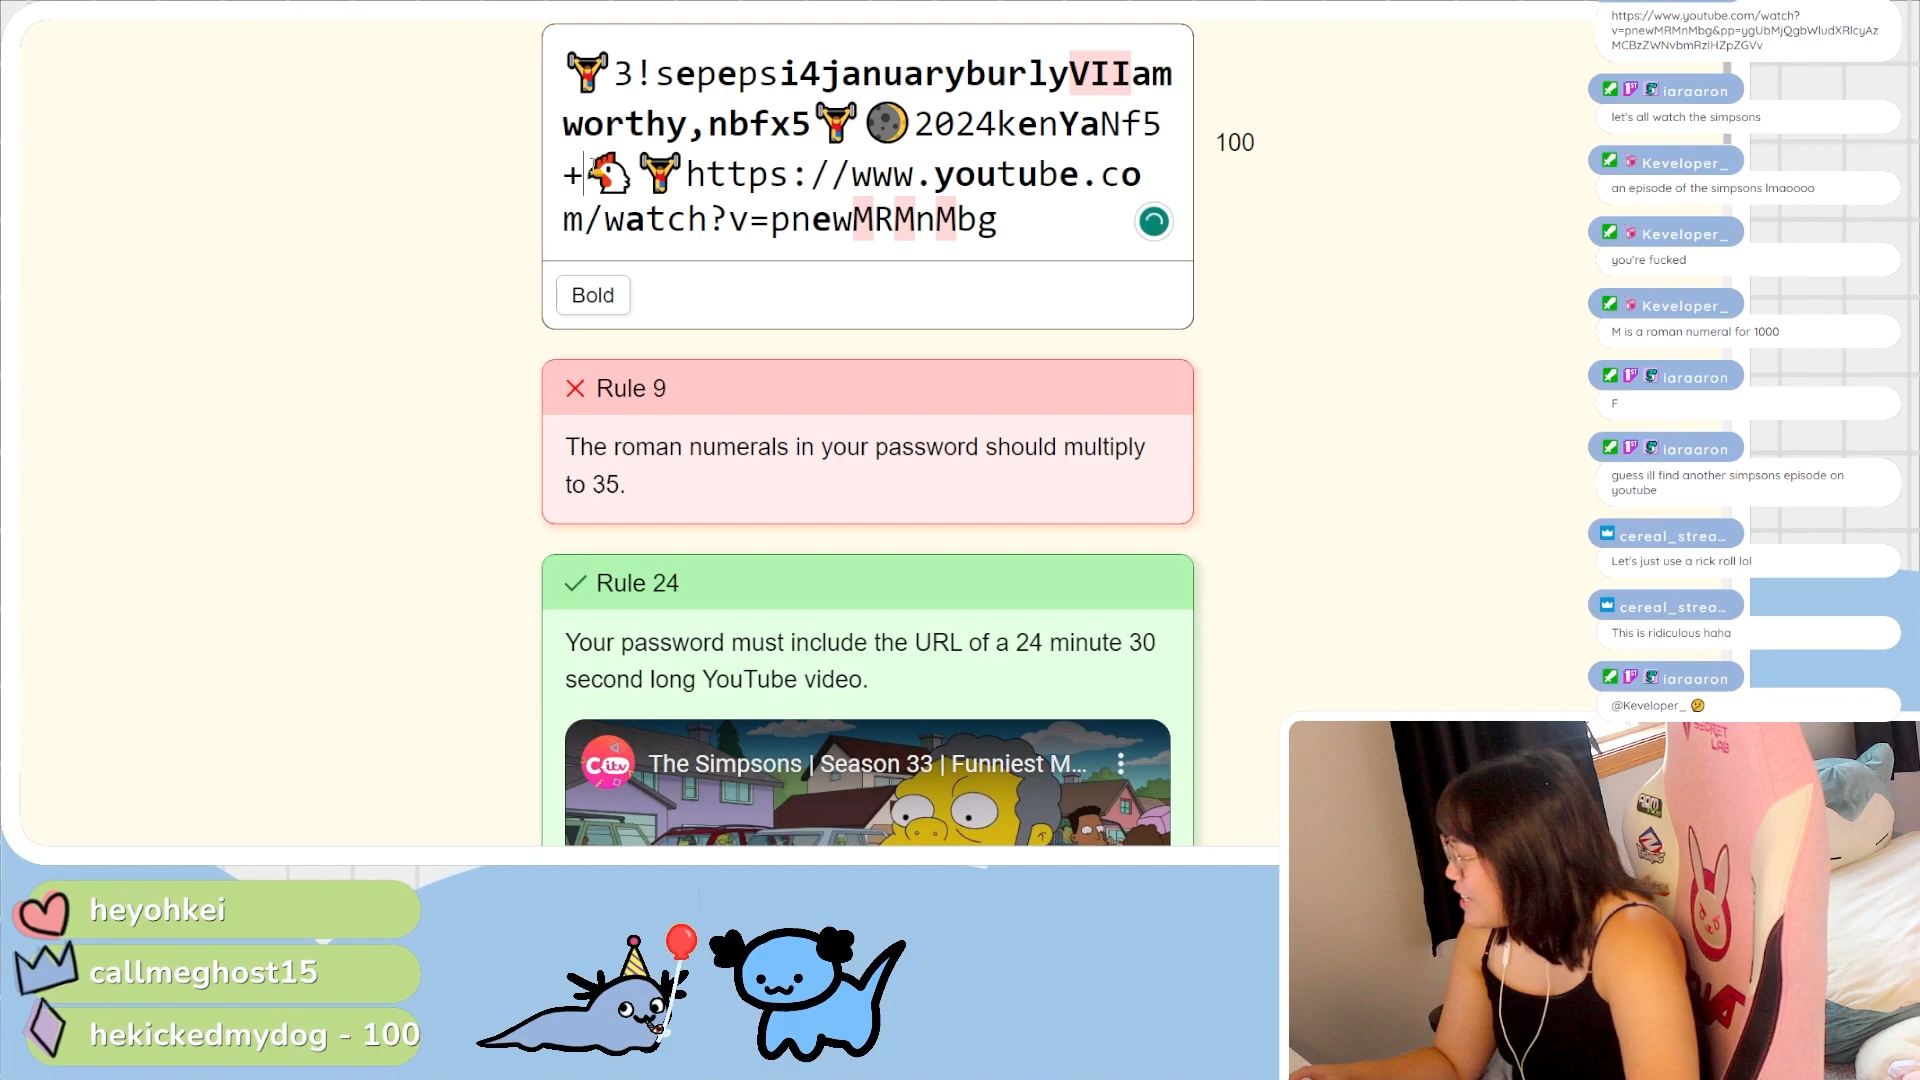 3!sepepsi4januaryburlyVIIam
worthy,nbfx5🌒2024kenYaNf5
+🐔https://www.youtube.co
m/watch?v=pnewMRMnMbg
100
Bold
Rule 9
The roman numerals in your password should multiply
to 35.
Rule 24
Your password must include the URL of a 24 minute 30
second long YouTube video.
citv
The Simpsons | Season 33 | Funniest M...
https://www.youtube.com/watch?
v=pnewMRMnMbg&pp=ygUbMjQgbWludXRlcyAz
MCBzZWNvbmRzIHZpZGVv
iaraaron
let's all watch the simpsons
Keveloper_
an episode of the simpsons lmaoooo
Keveloper_
you're fucked
Keveloper_
M is a roman numeral for 1000
iaraaron
F
iaraaron
guess ill find another simpsons episode on
youtube
cereal_strea...
Let's just use a rick roll lol
cereal_strea...
This is ridiculous haha
iaraaron
@Keveloper_ 🤔
heyohkei
callmeghost15
hekickedmydog - 100
SECRET
LAB